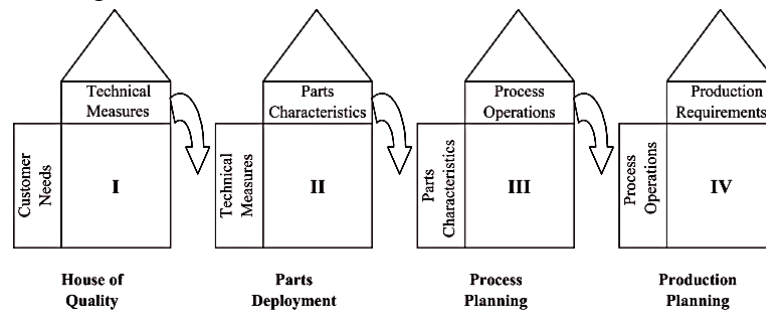 Technical
Measures
Customer
Needs
I
House of
Quality
Parts
Characteristics
Technical
Measures
II
Parts
Deployment
Process
Operations
Parts
Characteristics
III
Process
Planning
Production
Requirements
Process
Operations
IV
Production
Planning